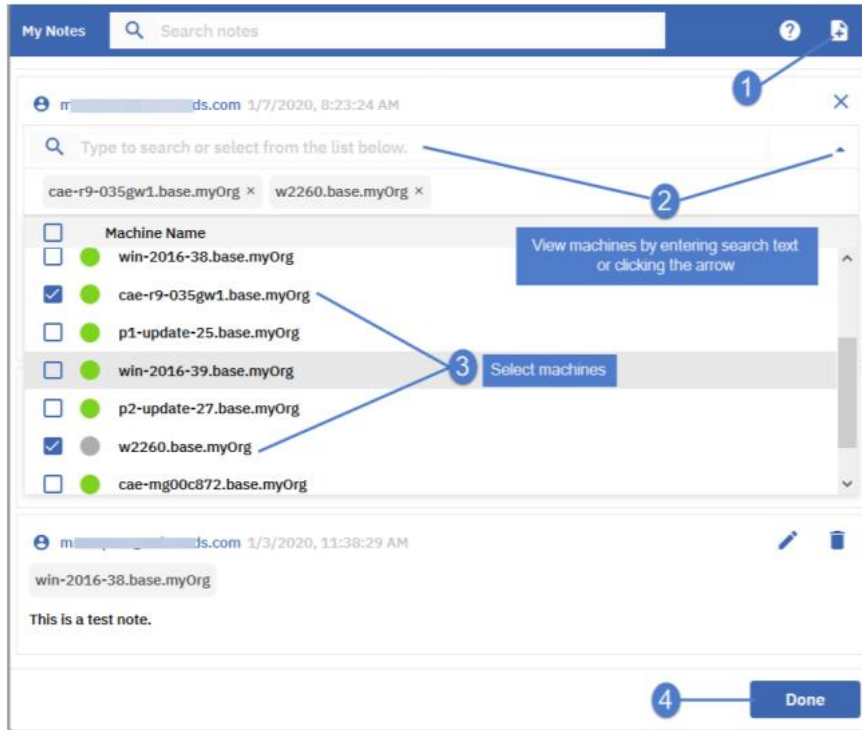 My Notes
Search notes
1
ds.com 1/7/2020, 8:23:24 AM
Type to search or select from the list below.
cae-r9-035gw1.base.myOrg × w2260.base.myOrg ×
2
Machine Name
View machines by entering search text
or clicking the arrow
win-2016-38.base.myOrg
cae-r9-035gw1.base.myOrg
p1-update-25.base.myOrg
win-2016-39.base.myOrg
3 Select machines
p2-update-27.base.myOrg
w2260.base.myOrg
cae-mg00c872.base.myOrg
ds.com 1/3/2020, 11:38:29 AM
win-2016-38.base.myOrg
This is a test note.
4
Done